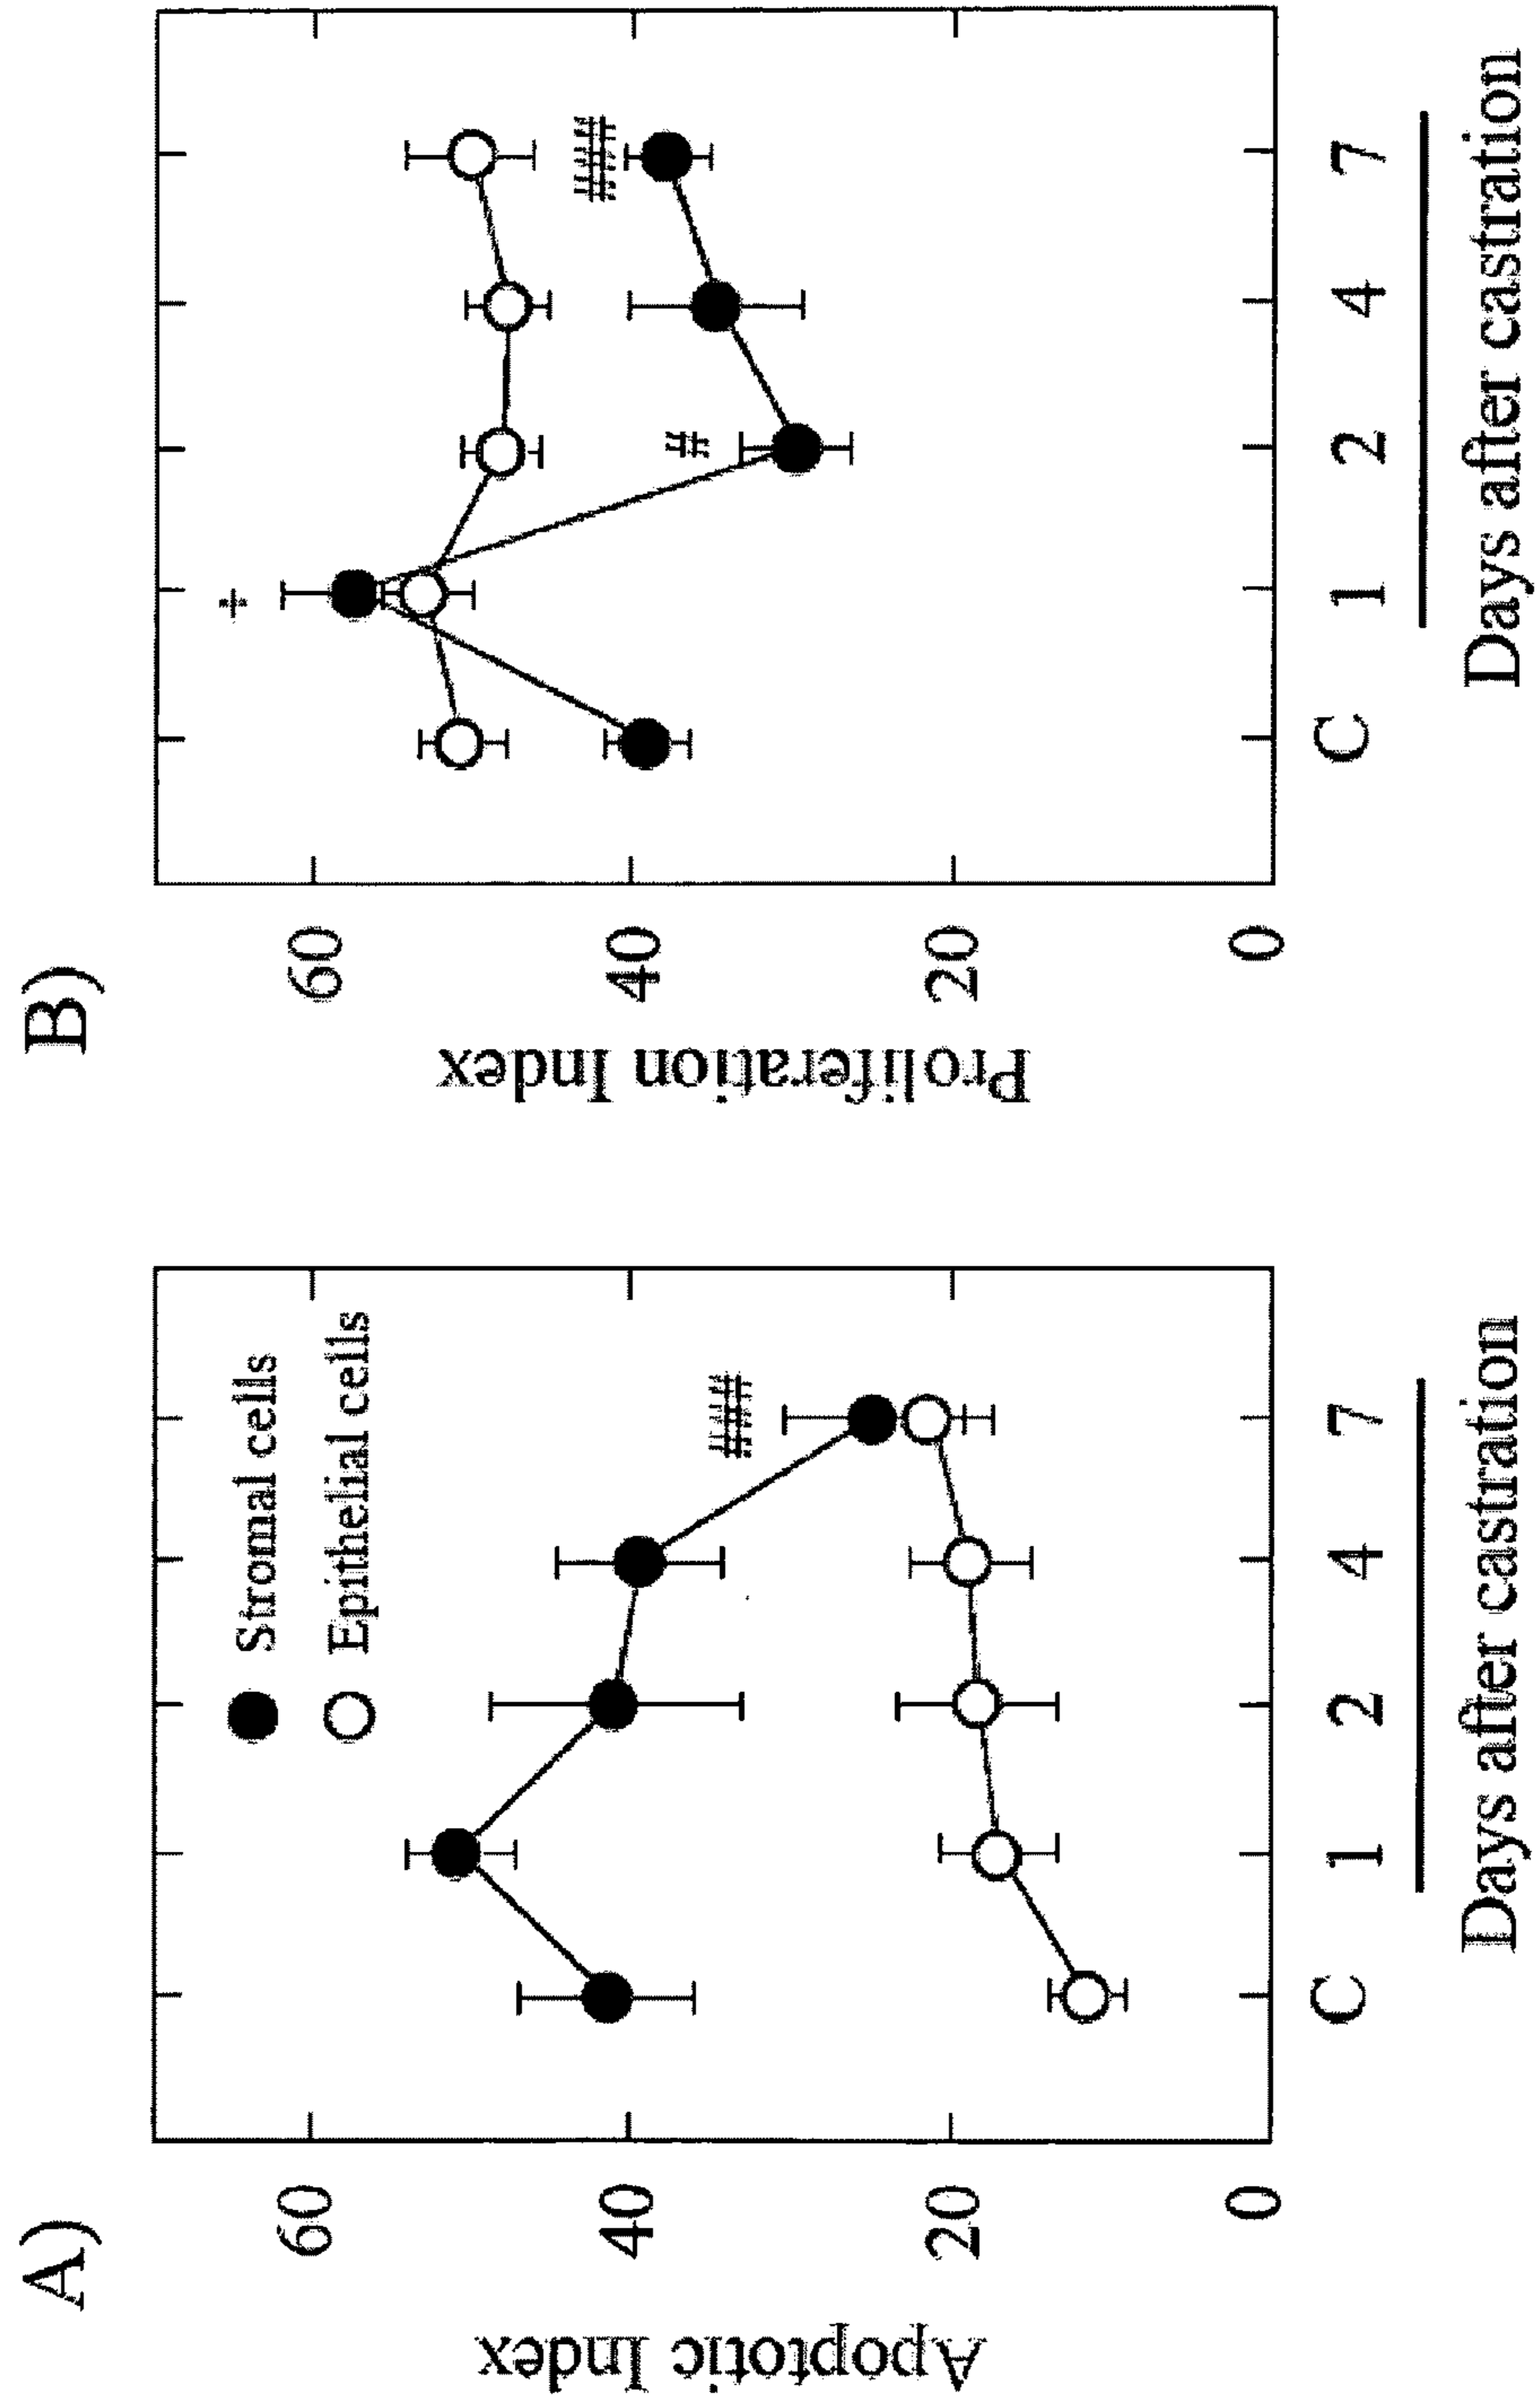 A)
Apoptotic Index
60
40
20
0
Stromal cells
Epithelial cells
###
C 1 2 4 7
Days after castration
B)
Proliferation Index
60
40
20
0
+
#
####
C 1 2 4 7
Days after castration